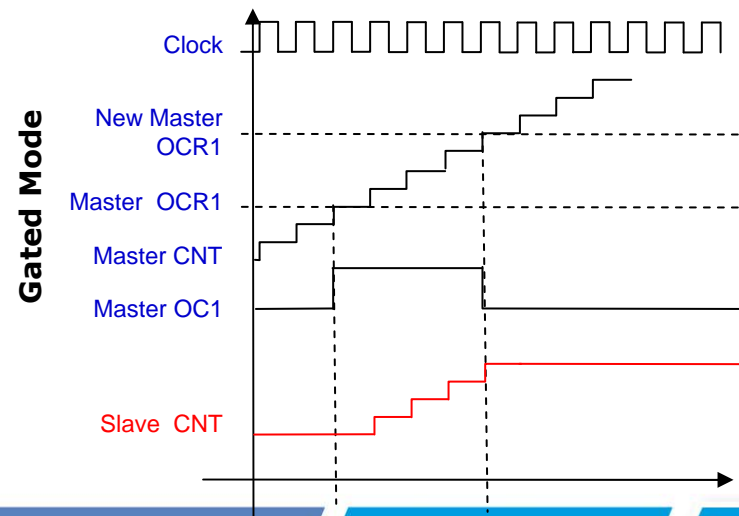 Gated Mode
Clock
New Master
OCR1
Master OCR1
Master CNT
Master OC1
Slave CNT